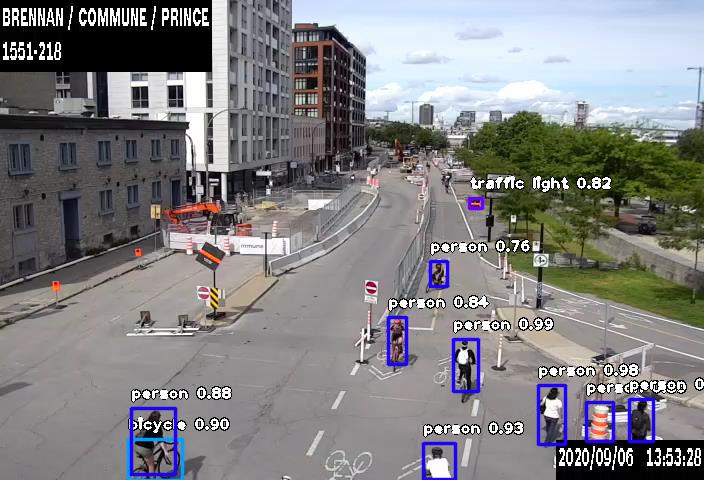 BRENNAN / COMMUNE / PRINCE
1551-218
traffic light 0.82
person 0.76
person 0.84
person 0.99
person 0.98
person 0.88
bicycle 0.90
person 0.93
2020/09/06 13:53:28